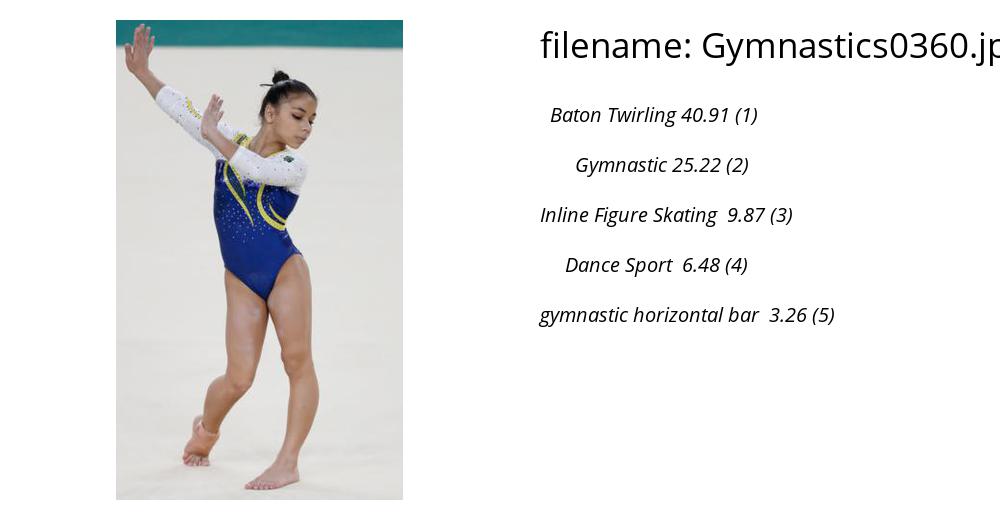 filename: Gymnastics0360.jp
Baton Twirling 40.91 (1)
Gymnastic 25.22 (2)
Inline Figure Skating 9.87 (3)
Dance Sport 6.48 (4)
gymnastic horizontal bar 3.26 (5)